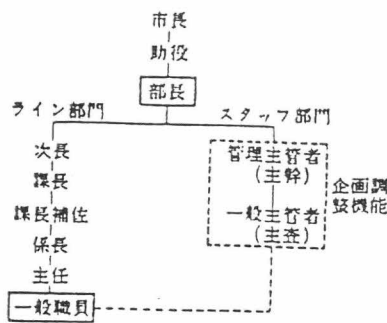 市長
助役
部長
ライン部門
スタッフ部門
次長
課長
課長補佐
係長
主任
一般職員
管理主管者
(主幹)
一般主管者
(主査)
企画調
整機能